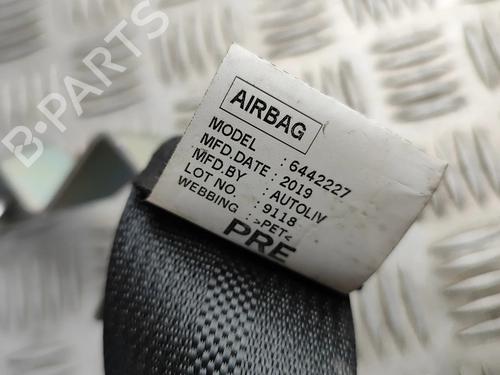 B-PARTS
AIRBAG
MODEL : 6442227
MFD.DATE : 2019
MFD.BY : AUTOLIV
LOT NO. : 9118
WEBBING : >PET<
PRE